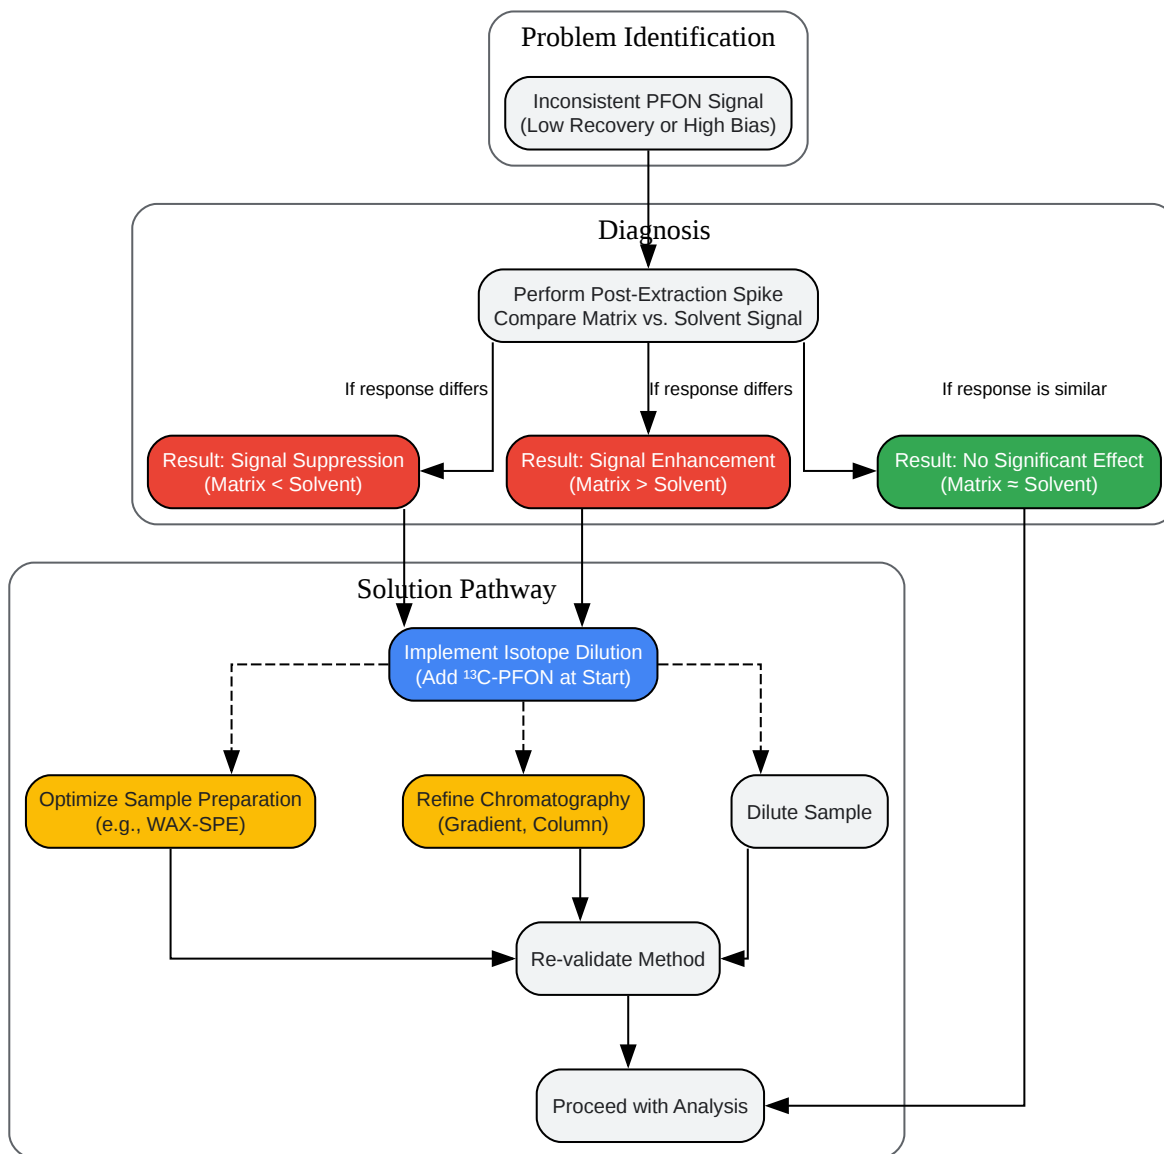 Problem Identification
Inconsistent PFON Signal
(Low Recovery or High Bias)
Diagnosis
Perform Post-Extraction Spike
Compare Matrix vs. Solvent Signal
If response differs
If response differs
If response is similar
Result: Signal Suppression
(Matrix < Solvent)
Result: Signal Enhancement
(Matrix > Solvent)
Result: No Significant Effect
(Matrix ≈ Solvent)
Solution Pathway
Implement Isotope Dilution
(Add ¹³C-PFON at Start)
Optimize Sample Preparation
(e.g., WAX-SPE)
Refine Chromatography
(Gradient, Column)
Dilute Sample
Re-validate Method
Proceed with Analysis